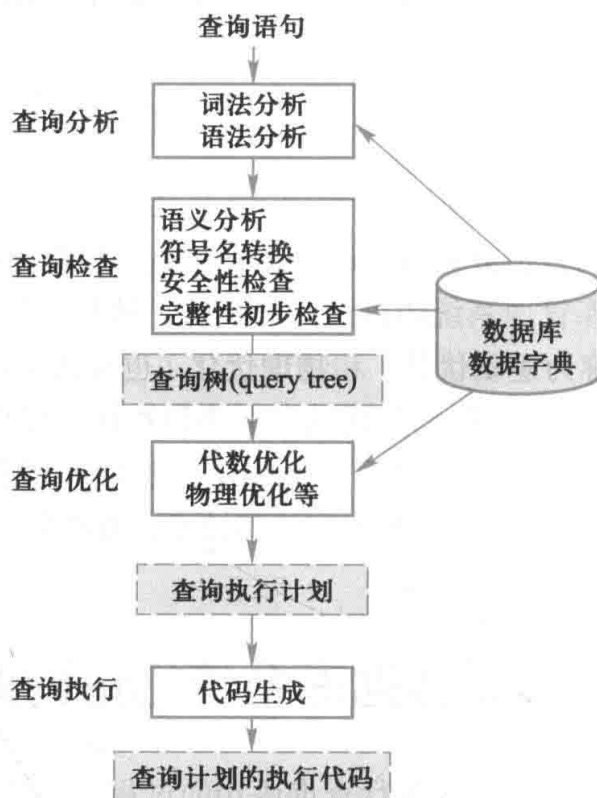 查询语句
查询分析
词法分析
语法分析
查询检查
语义分析
符号名转换
安全性检查
完整性初步检查
数据库
数据字典
查询树(query tree)
查询优化
代数优化
物理优化等
查询执行计划
查询执行
代码生成
查询计划的执行代码